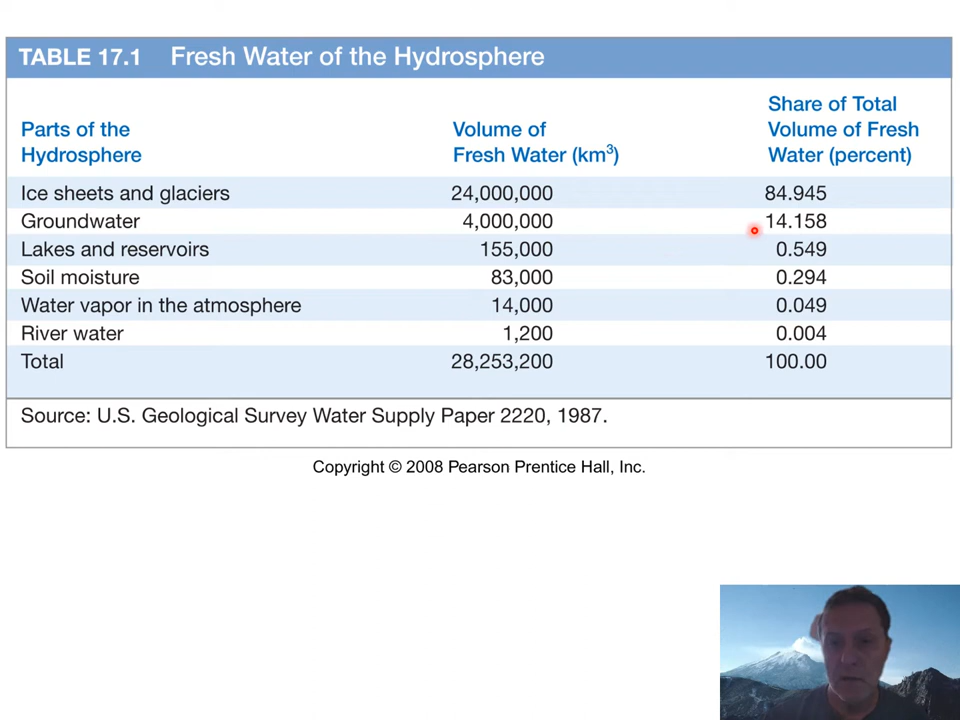 TABLE 17.1 Fresh Water of the Hydrosphere
Parts of the Hydrosphere
Volume of Fresh Water (km³)
Share of Total Volume of Fresh Water (percent)
Ice sheets and glaciers 24,000,000 84.945
Groundwater 4,000,000 14.158
Lakes and reservoirs 155,000 0.549
Soil moisture 83,000 0.294
Water vapor in the atmosphere 14,000 0.049
River water 1,200 0.004
Total 28,253,200 100.00
Source: U.S. Geological Survey Water Supply Paper 2220, 1987.
Copyright © 2008 Pearson Prentice Hall, Inc.